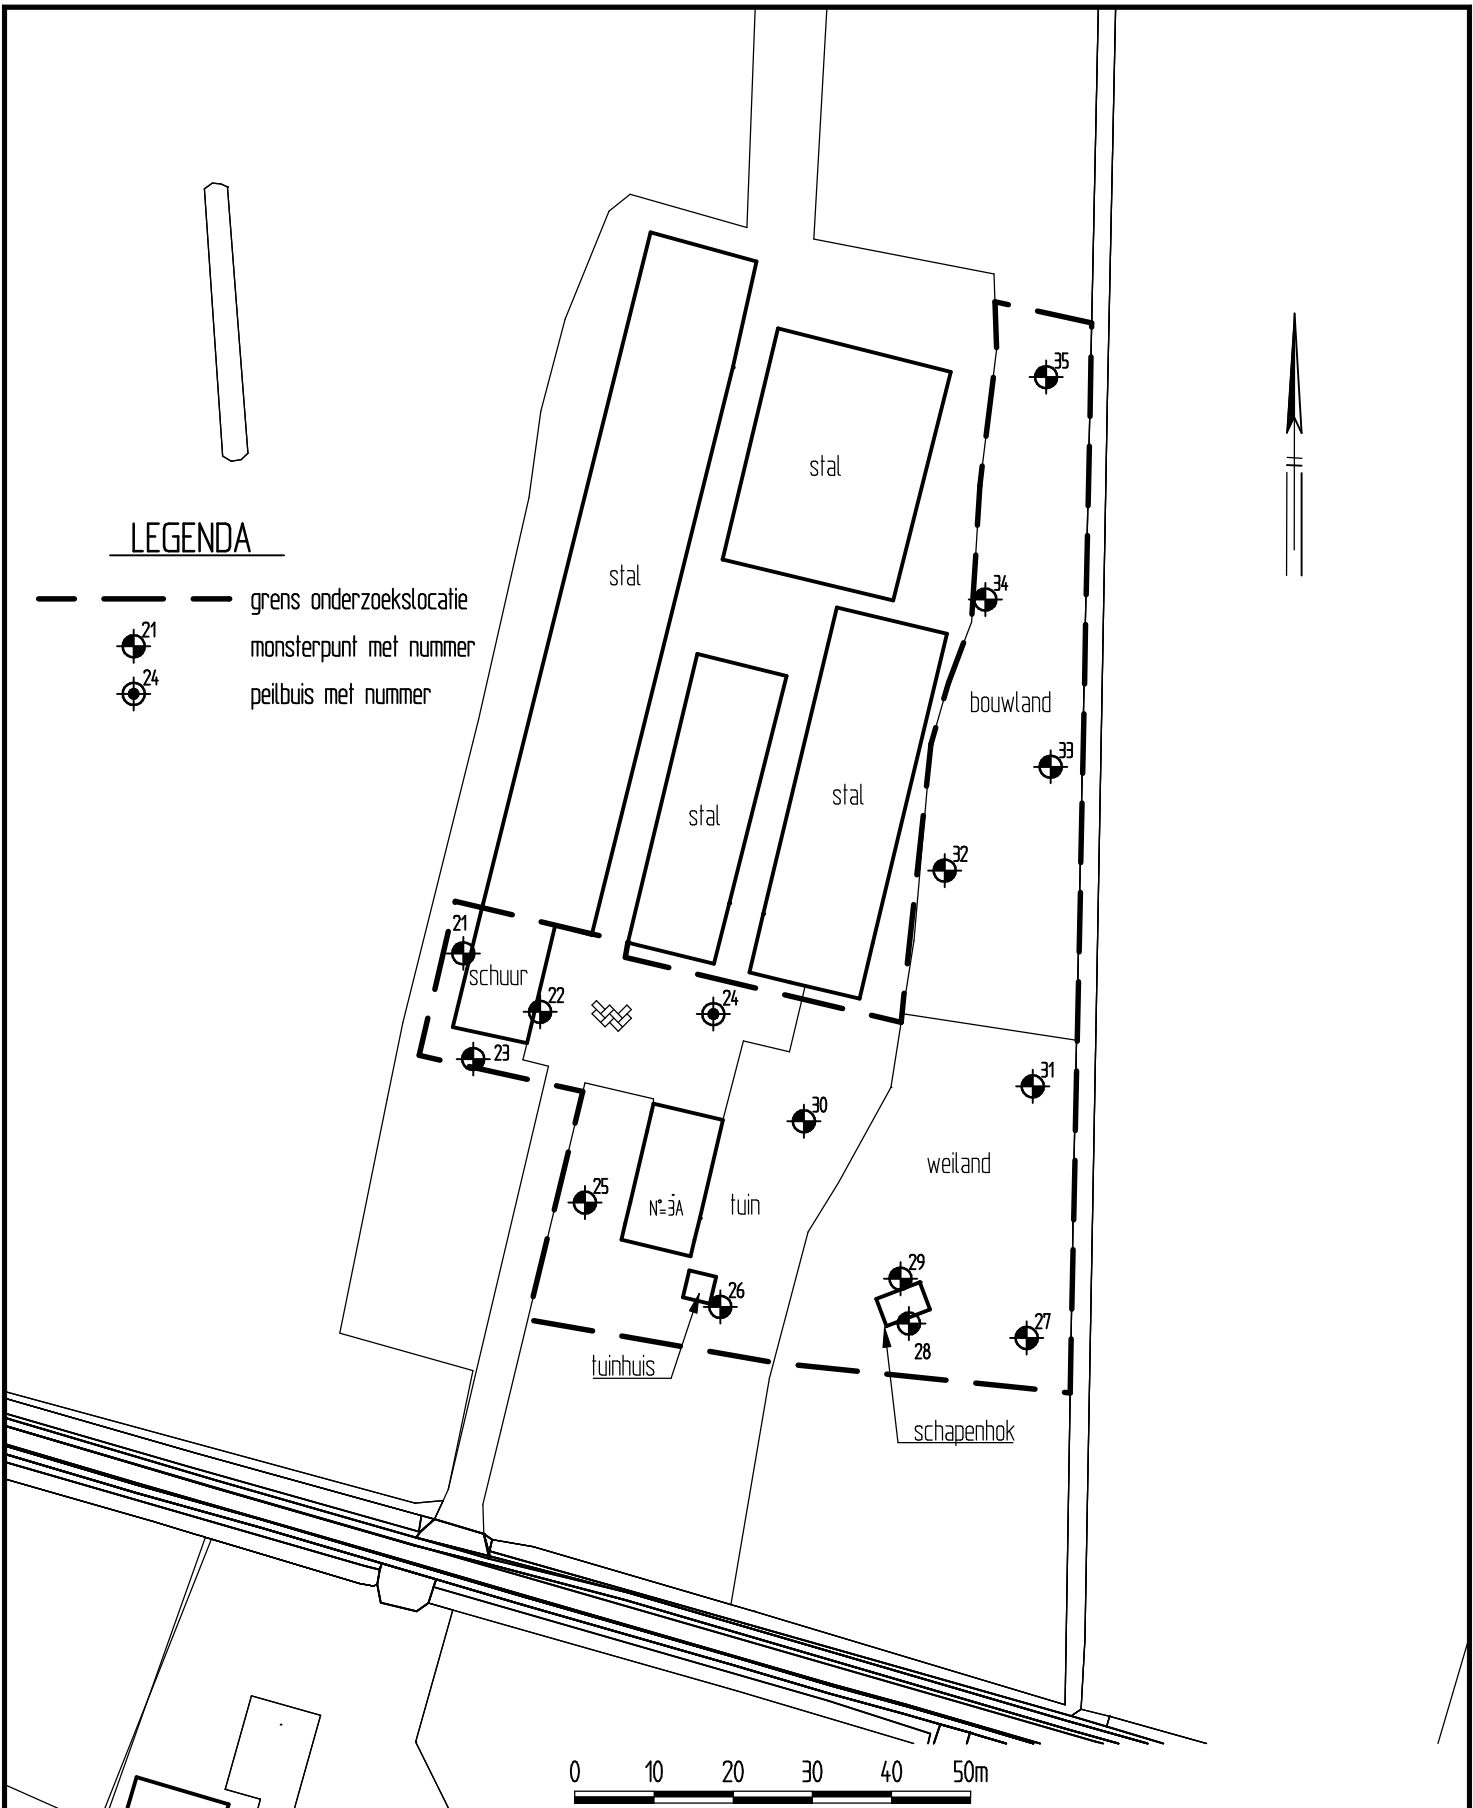 35
stal
LEGENDA
stal
34
grens onderzoekslocatie
21
monsterpunt met nummer
24
peilbuis met nummer
bouwland
33
stal
stal
32
21
schuur
22
24
23
31
30
weiland
25
N°=3A
tuin
29
26
27
28
tuinhuis
schapenhok
0 10 20 30 40 50m